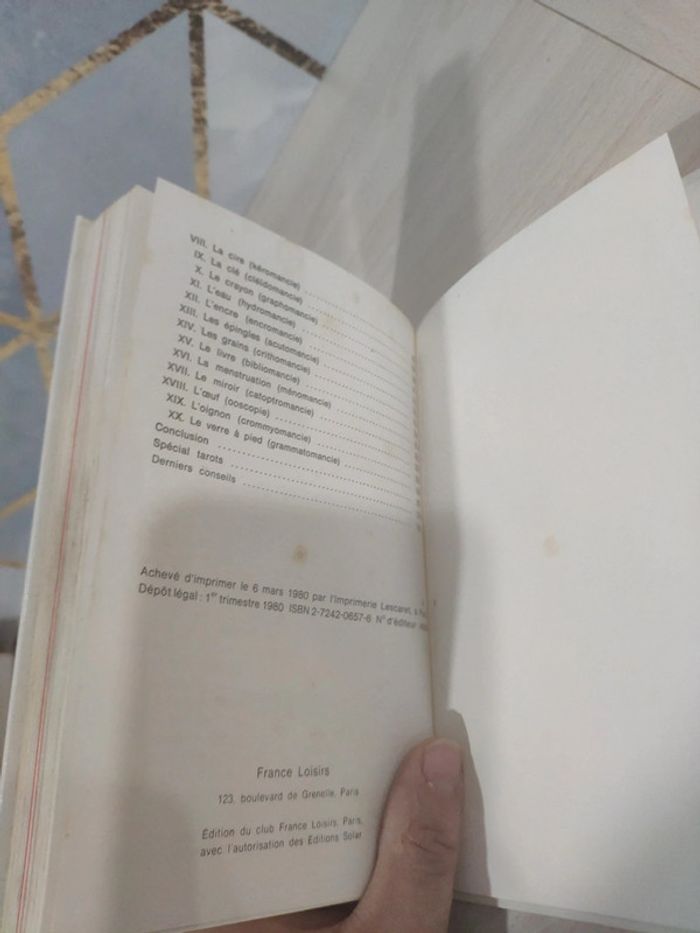 VIII. La cire (kéromancie)
IX. La clé (cléidomancie)
X. Le crayon (graphomancie)
XI. L'eau (hydromancie)
XII. L'encre (encromancie)
XIII. Les épingles (acutomancie)
XIV. Les grains (crithomancie)
XV. Le livre (bibliomancie)
XVI. La menstruation (ménomancie)
XVII. Le miroir (catoptromancie)
XVIII. L'œuf (ooscopie)
XIX. L'oignon (crommyomancie)
XX. Le verre à pied (grammatomancie)
Conclusion
Spécial tarots
Derniers conseils
Achevé d'imprimer le 6 mars 1980 par l'Imprimerie Lescaret, à
Dépôt légal : 1er trimestre 1980 ISBN 2-7242-0657-6 N° d'éditeur
France Loisirs
123, boulevard de Grenelle, Paris
Édition du club France Loisirs, Paris,
avec l'autorisation des Éditions Solar